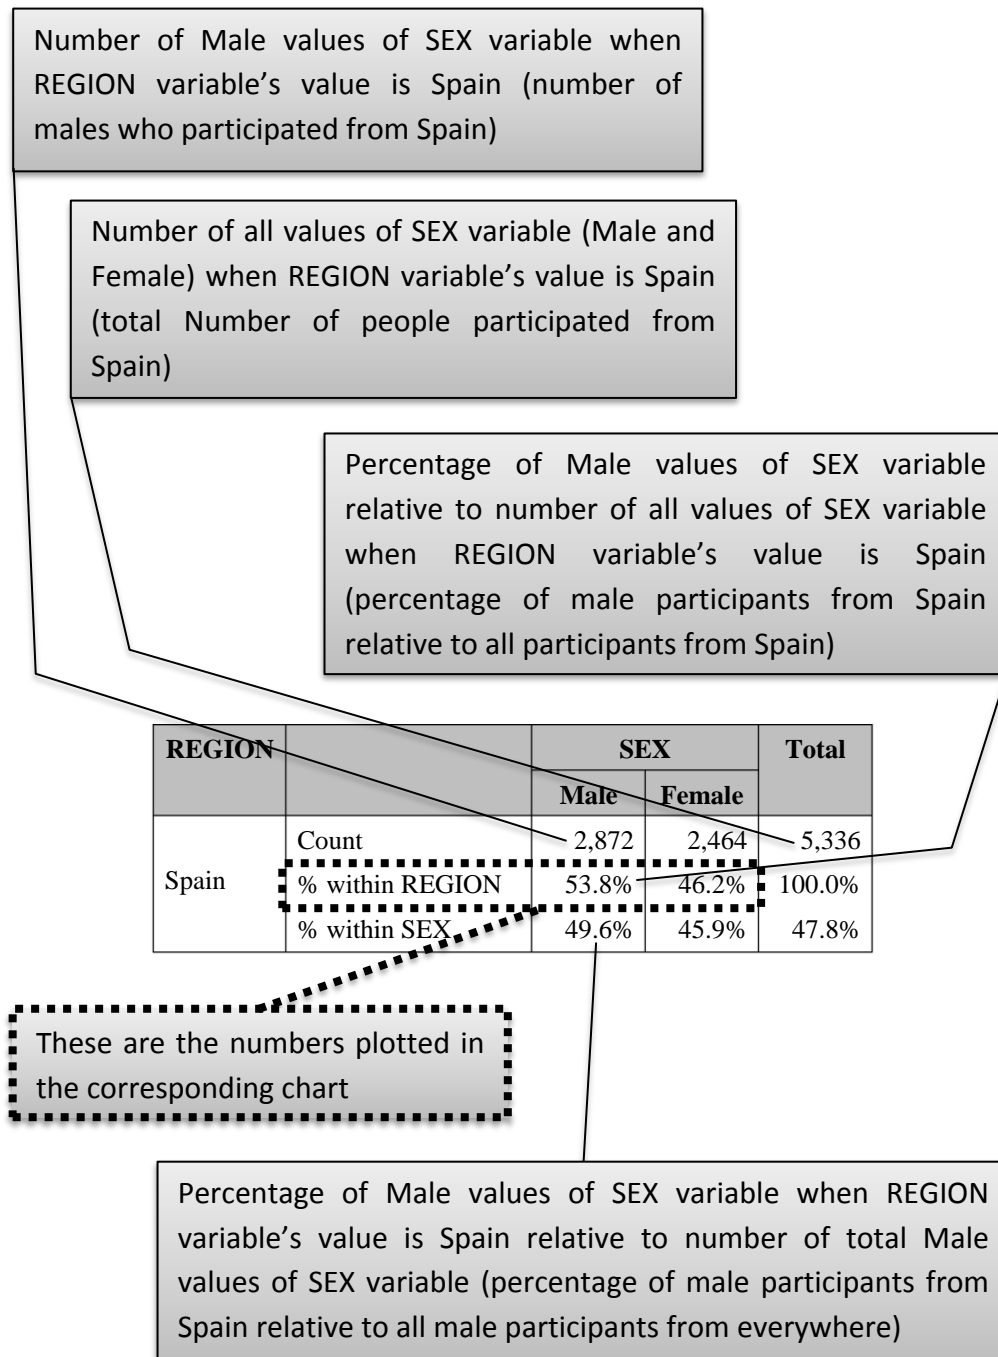 Number of Male values of SEX variable when
REGION variable’s value is Spain (number of
males who participated from Spain)
Number of all values of SEX variable (Male and
Female) when REGION variable’s value is Spain
(total Number of people participated from
Spain)
Percentage of Male values of SEX variable
relative to number of all values of SEX variable
when REGION variable’s value is Spain
(percentage of male participants from Spain
relative to all participants from Spain)
REGION SEX Total
Male Female
Count 2,872 2,464 5,336
Spain % within REGION 53.8% 46.2% 100.0%
% within SEX 49.6% 45.9% 47.8%
These are the numbers plotted in
the corresponding chart
Percentage of Male values of SEX variable when REGION
variable’s value is Spain relative to number of total Male
values of SEX variable (percentage of male participants from
Spain relative to all male participants from everywhere)